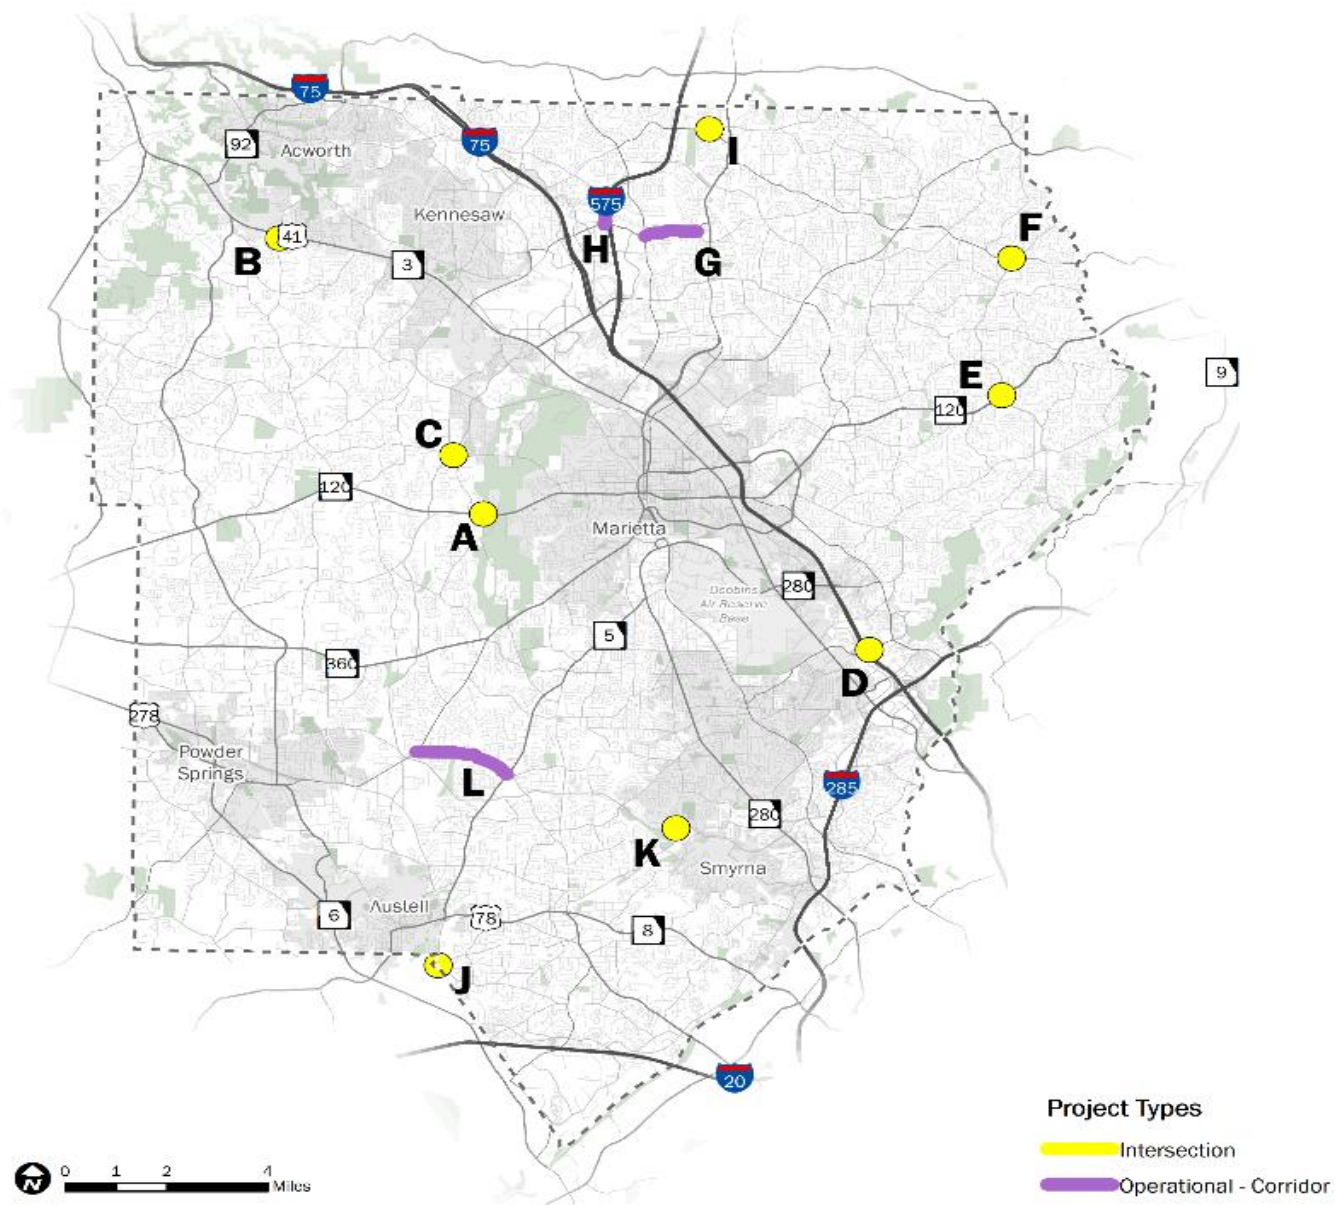 75
92
Acworth
75
I
575
Kennesaw
F
B
41
H
G
3
E
9
120
C
120
A
Marietta
280
Dobbins
Air Reserve
Base
5
360
D
278
Powder
Springs
L
285
280
K
Smyrna
6
Austell
78
8
J
20
Project Types
Intersection
Operational - Corridor
N
0 1 2 4
Miles